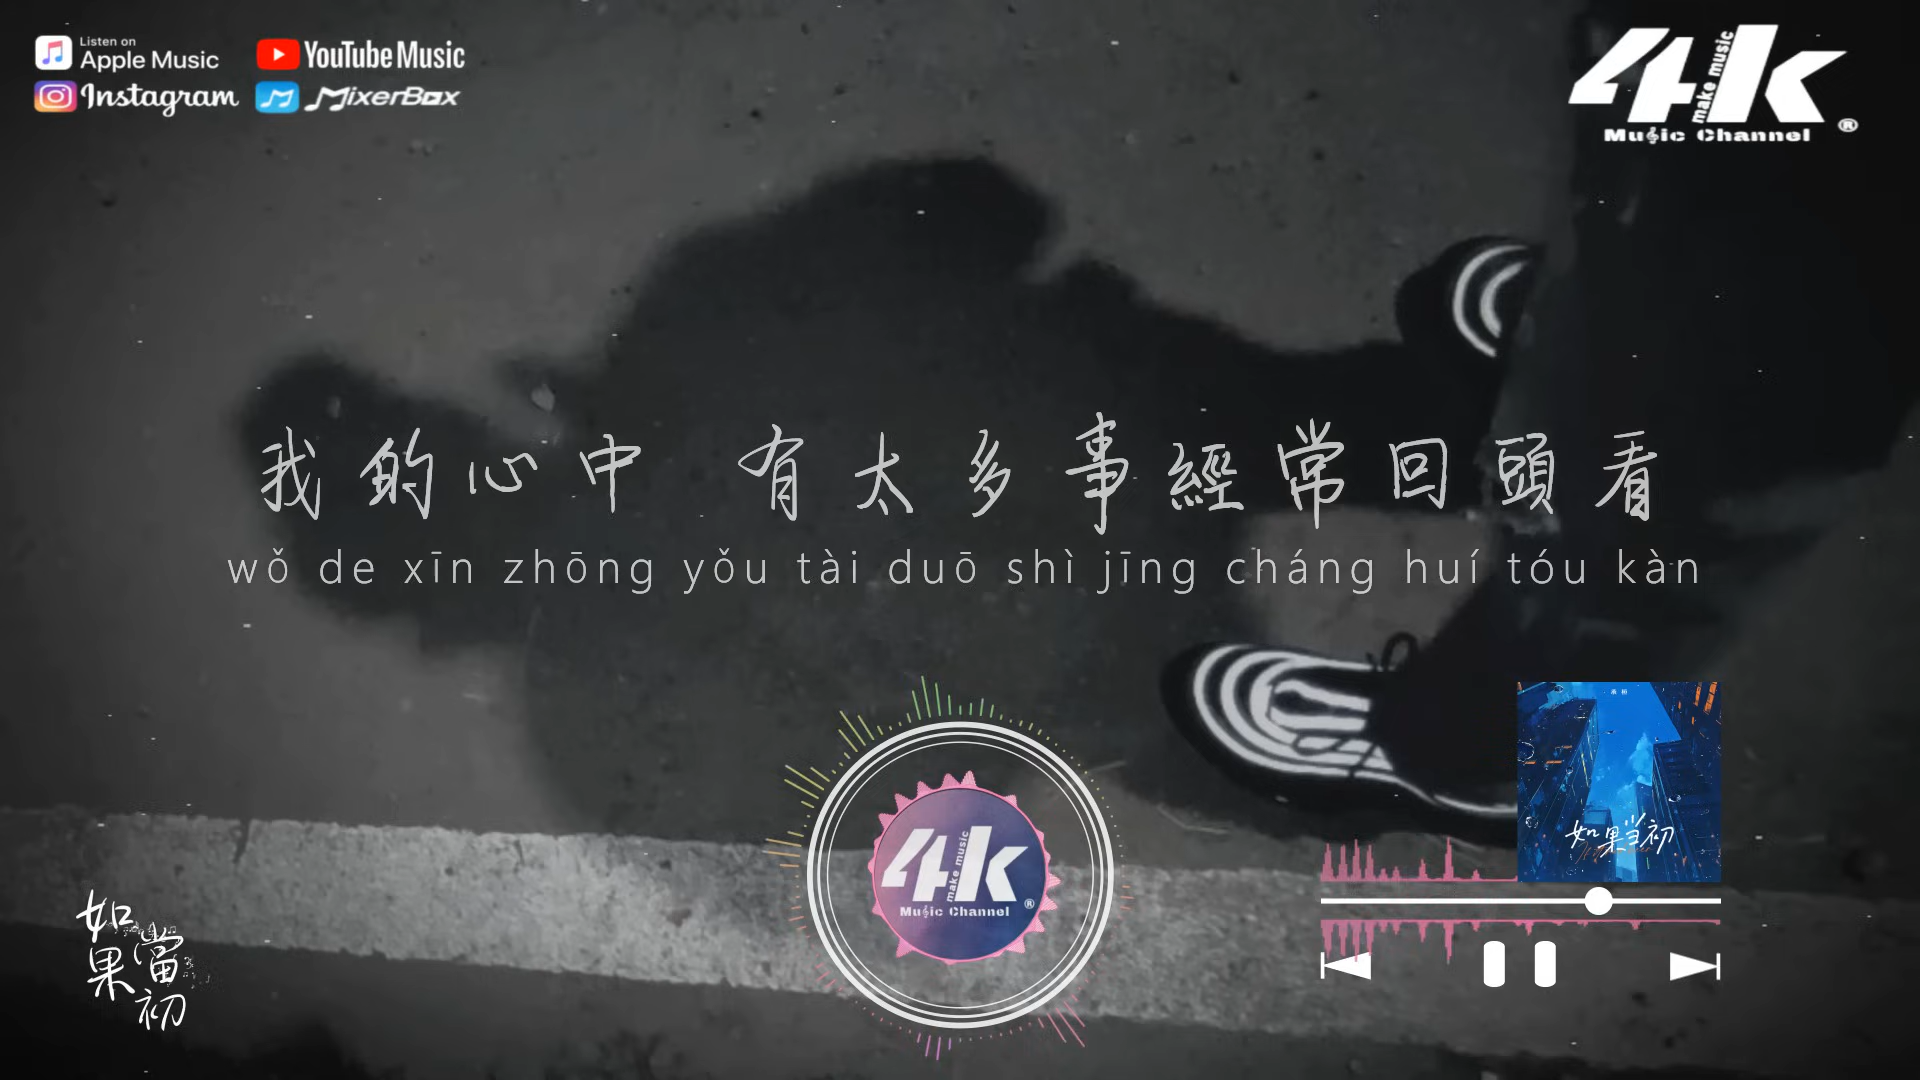 Listen on
Apple Music
YouTube Music
Instagram
MixerBox
4k
make music
Music Channel
®
我的心中 有太多事經常回頭看
wǒ de xīn zhōng yǒu tài duō shì jīng cháng huí tóu kàn
如果當初
4k
make music
Music Channel
®
如果当初